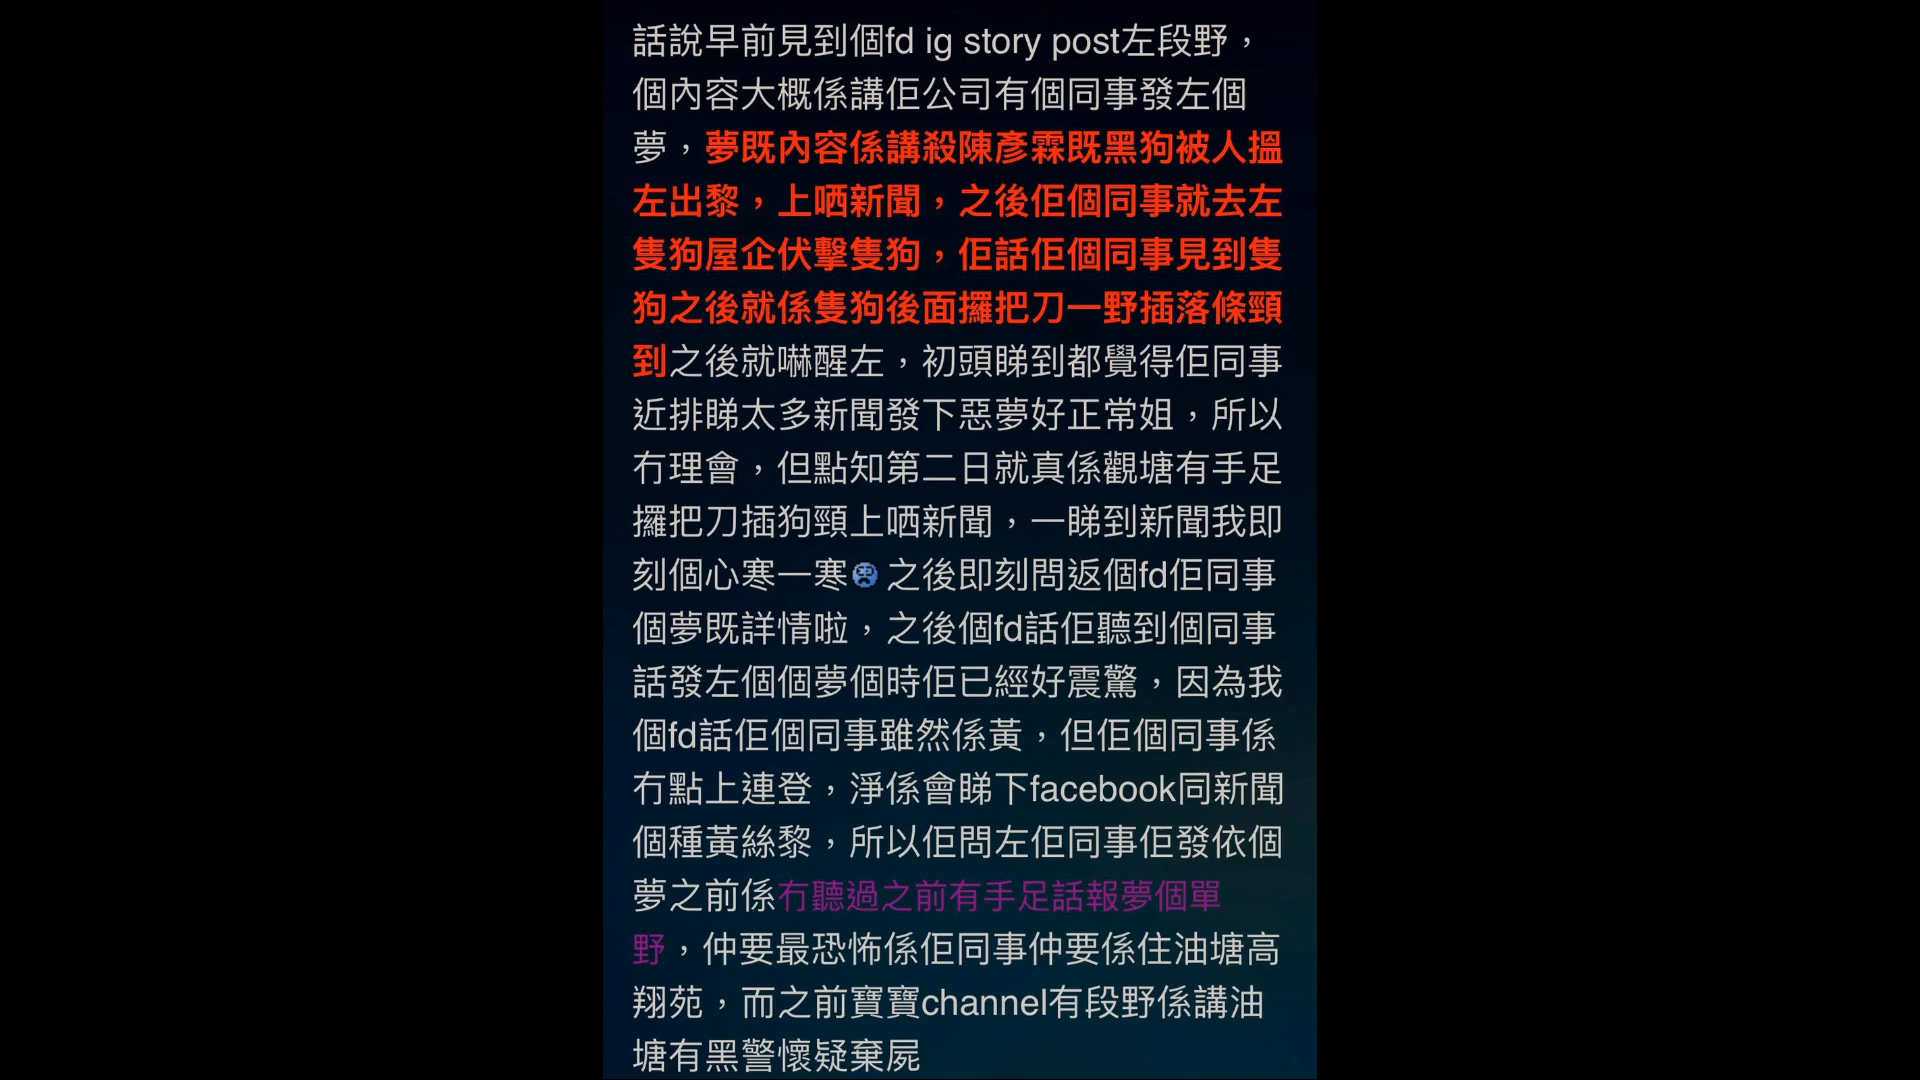 話說早前見到個fd ig story post左段野，
個內容大概係講佢公司有個同事發左個
夢，夢既內容係講殺陳彥霖既黑狗被人搵
左出黎，上哂新聞，之後佢個同事就去左
隻狗屋企伏擊隻狗，佢話佢個同事見到隻
狗之後就係隻狗後面攞把刀一野插落條頸
到之後就嚇醒左，初頭睇到都覺得佢同事
近排睇太多新聞發下惡夢好正常姐，所以
冇理會，但點知第二日就真係觀塘有手足
攞把刀插狗頸上哂新聞，一睇到新聞我即
刻個心寒一寒🥶 之後即刻問返個fd佢同事
個夢既詳情啦，之後個fd話佢聽到個同事
話發左個個夢個時佢已經好震驚，因為我
個fd話佢個同事雖然係黃，但佢個同事係
冇點上連登，淨係會睇下facebook同新聞
個種黃絲黎，所以佢問左佢同事佢發依個
夢之前係冇聽過之前有手足話報夢個單
野，仲要最恐怖係佢同事仲要係住油塘高
翔苑，而之前寶寶channel有段野係講油
塘有黑警懷疑棄屍